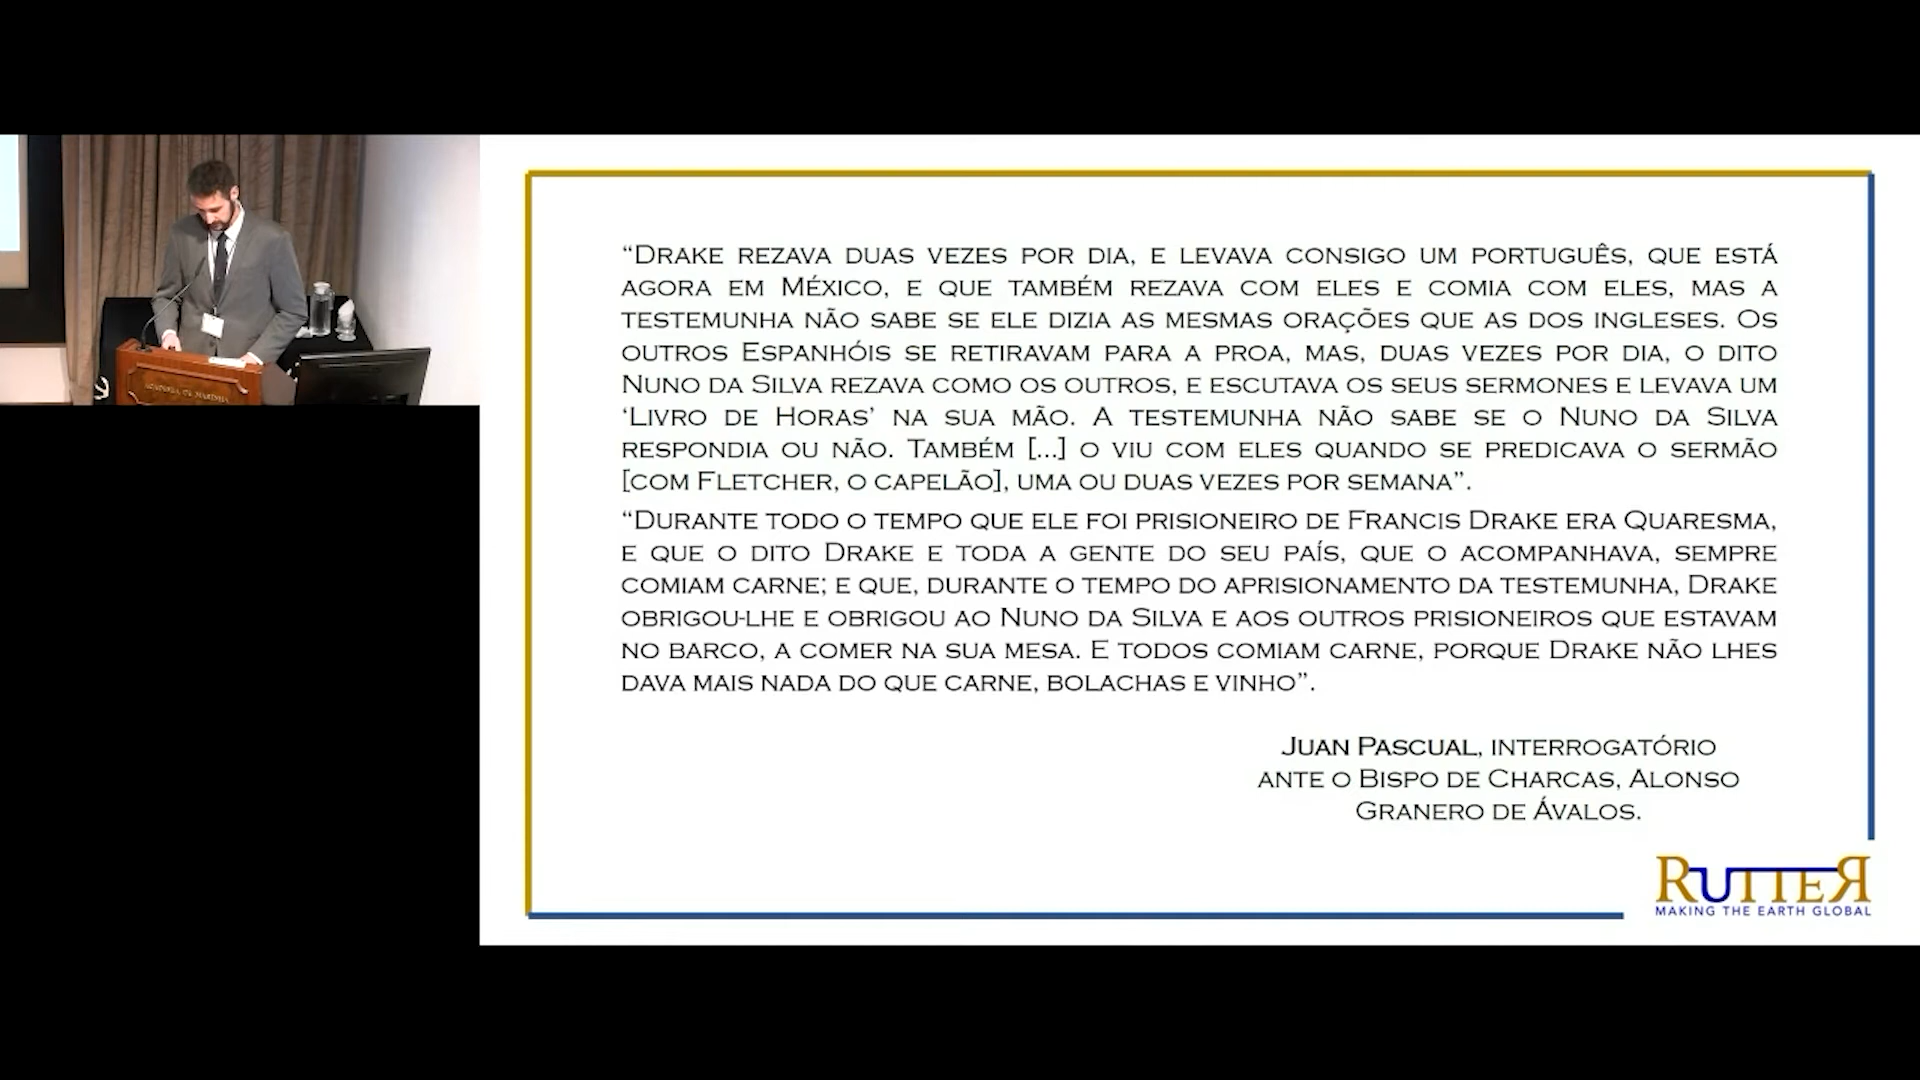 “Drake rezava duas vezes por dia, e levava consigo um português, que está
agora em México, e que também rezava com eles e comia com eles, mas a
testemunha não sabe se ele dizia as mesmas orações que as dos ingleses. Os
outros Espanhóis se retiravam para a proa, mas, duas vezes por dia, o dito
Nuno da Silva rezava como os outros, e escutava os seus sermones e levava um
‘Livro de Horas’ na sua mão. A testemunha não sabe se o Nuno da Silva
respondia ou não. Também [...] o viu com eles quando se predicava o sermão
[com Fletcher, o capelão], uma ou duas vezes por semana”.
“Durante todo o tempo que ele foi prisioneiro de Francis Drake era Quaresma,
e que o dito Drake e toda a gente do seu país, que o acompanhava, sempre
comiam carne; e que, durante o tempo do aprisionamento da testemunha, Drake
obrigou-lhe e obrigou ao Nuno da Silva e aos outros prisioneiros que estavam
no barco, a comer na sua mesa. E todos comiam carne, porque Drake não lhes
dava mais nada do que carne, bolachas e vinho”.
Juan Pascual, interrogatório
ante o Bispo de Charcas, Alonso
Granero de Ávalos.
RUTTER
MAKING THE EARTH GLOBAL
ACADEMIA DE MARINHA